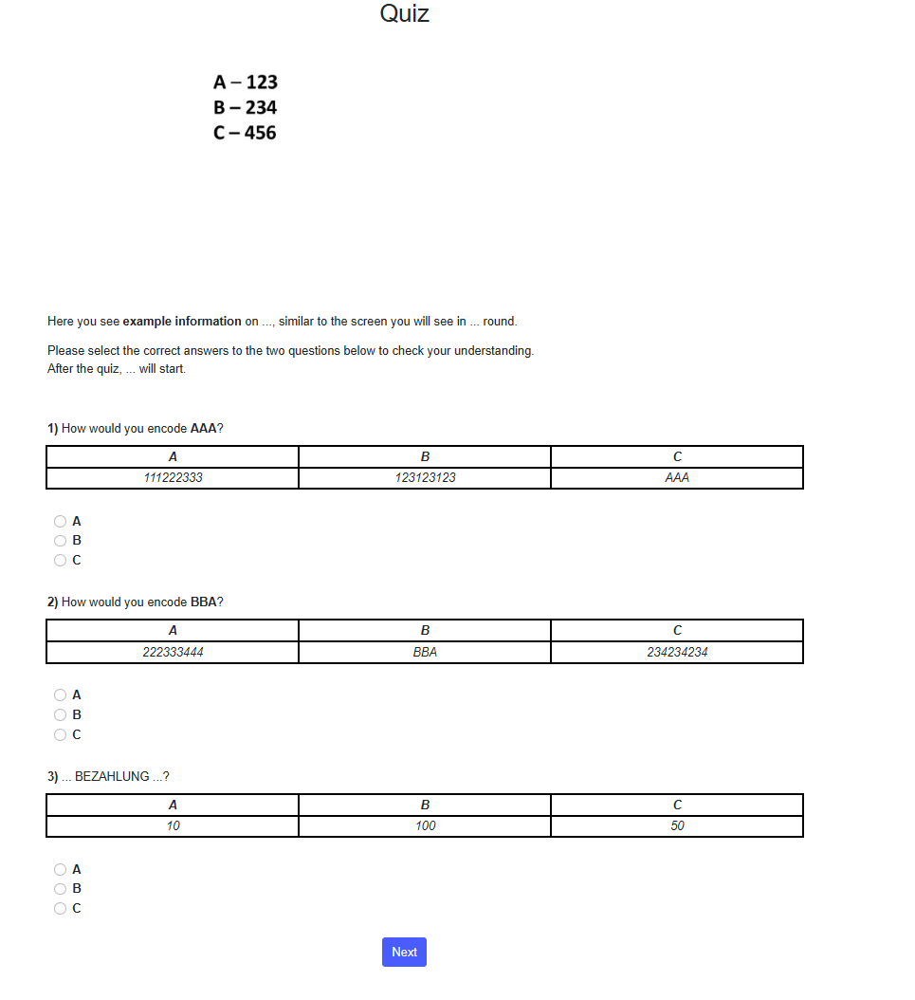 Quiz
A – 123
B – 234
C – 456
Here you see example information on ..., similar to the screen you will see in ... round.
Please select the correct answers to the two questions below to check your understanding.
After the quiz, ... will start.
1) How would you encode AAA?
A B C
111222333 123123123 AAA
A
B
C
2) How would you encode BBA?
A B C
222333444 BBA 234234234
A
B
C
3) ... BEZAHLUNG ...?
A B C
10 100 50
A
B
C
Next